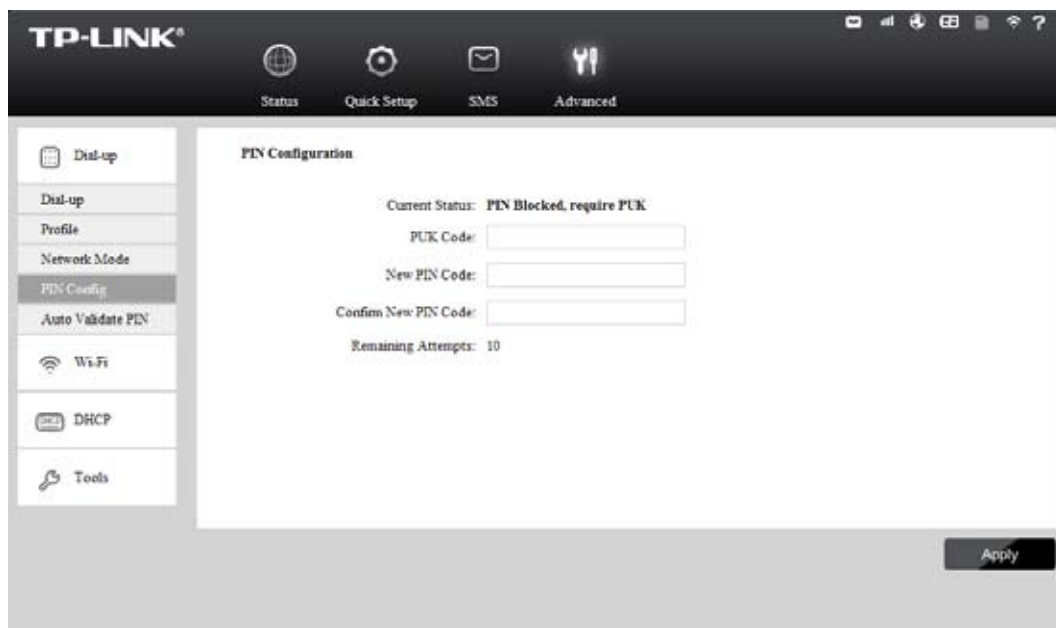 TP-LINK®
Status Quick Setup SMS Advanced
Dial-up
Dial-up
Profile
Network Mode
PIN Config
Auto Validate PIN
Wi-Fi
DHCP
Tools
PIN Configuration
Current Status: PIN Blocked, require PUK
PUK Code:
New PIN Code:
Confirm New PIN Code:
Remaining Attempts: 10
Apply